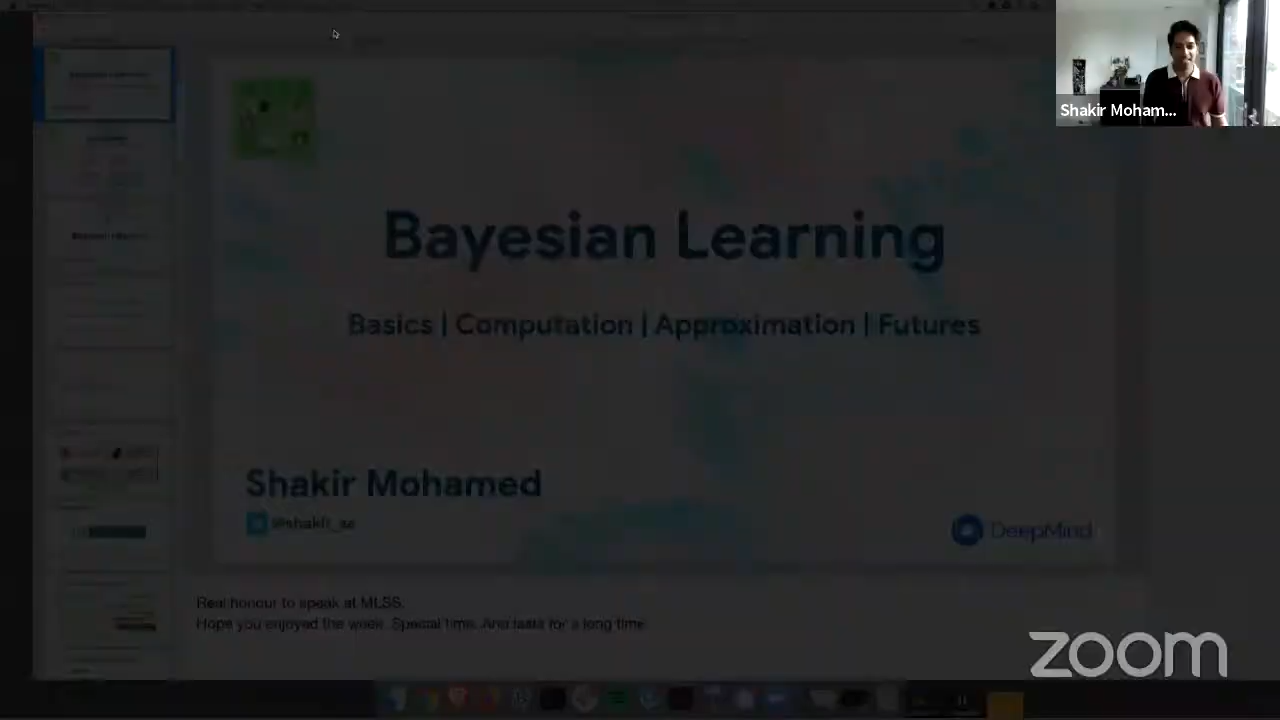 Shakir Moham...
Bayesian Learning
Basics | Computation | Approximation | Futures
Shakir Mohamed
@shakir_za
DeepMind
Real honour to speak at MLSS.
Hope you enjoyed the week. Special time. And lasts for a long time
zoom